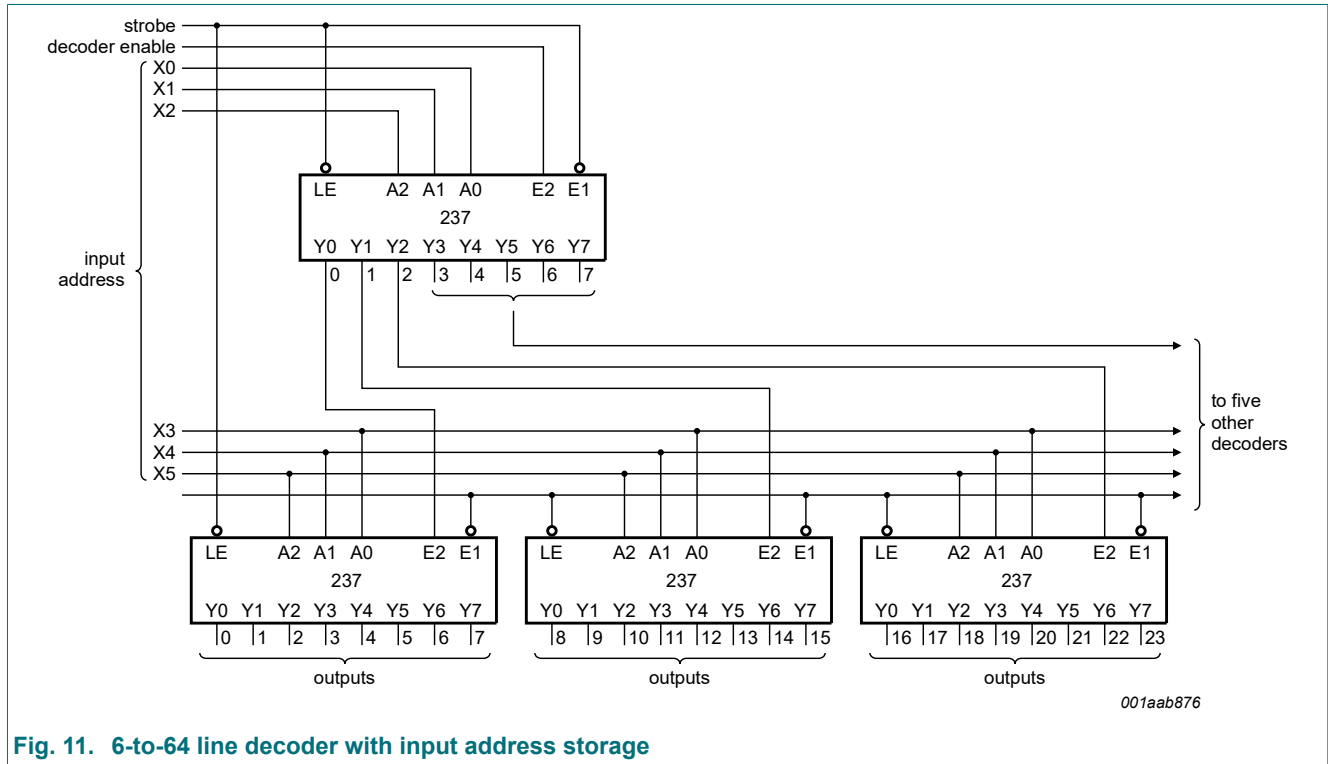 strobe
decoder enable
X0
X1
X2
LE A2 A1 A0 E2 E1
237
Y0 Y1 Y2 Y3 Y4 Y5 Y6 Y7
0 1 2 3 4 5 6 7
input
address
to five
other
decoders
X3
X4
X5
LE A2 A1 A0 E2 E1
237
Y0 Y1 Y2 Y3 Y4 Y5 Y6 Y7
0 1 2 3 4 5 6 7
outputs
LE A2 A1 A0 E2 E1
237
Y0 Y1 Y2 Y3 Y4 Y5 Y6 Y7
8 9 10 11 12 13 14 15
outputs
LE A2 A1 A0 E2 E1
237
Y0 Y1 Y2 Y3 Y4 Y5 Y6 Y7
16 17 18 19 20 21 22 23
outputs
001aab876
Fig. 11. 6-to-64 line decoder with input address storage